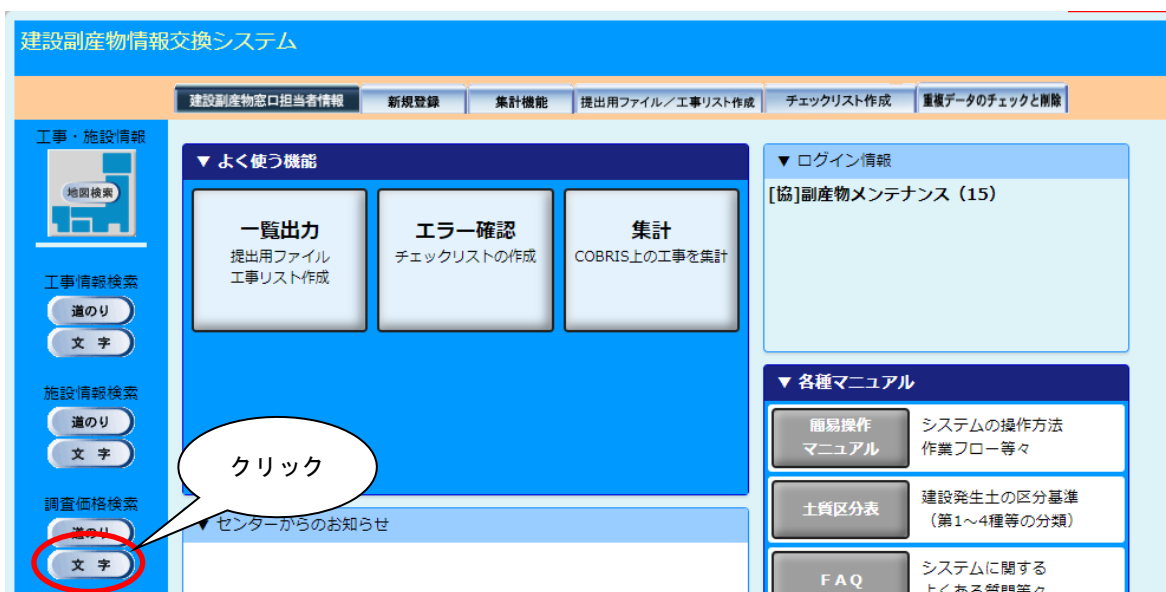 建設副産物情報交換システム
建設副産物窓口担当者情報
新規登録
集計機能
提出用ファイル／工事リスト作成
チェックリスト作成
重複データのチェックと削除
工事・施設情報
地図検索
工事情報検索
道のり
文 字
施設情報検索
道のり
文 字
調査価格検索
道のり
文 字
▼ よく使う機能
一覧出力
提出用ファイル
工事リスト作成
エラー確認
チェックリストの作成
集計
COBRIS上の工事を集計
クリック
▼ センターからのお知らせ
▼ ログイン情報
[協]副産物メンテナンス（15）
▼ 各種マニュアル
簡易操作
マニュアル
システムの操作方法
作業フロー等々
土質区分表
建設発生土の区分基準
（第1～4種等の分類）
ＦＡＱ
システムに関する
よくある質問等々